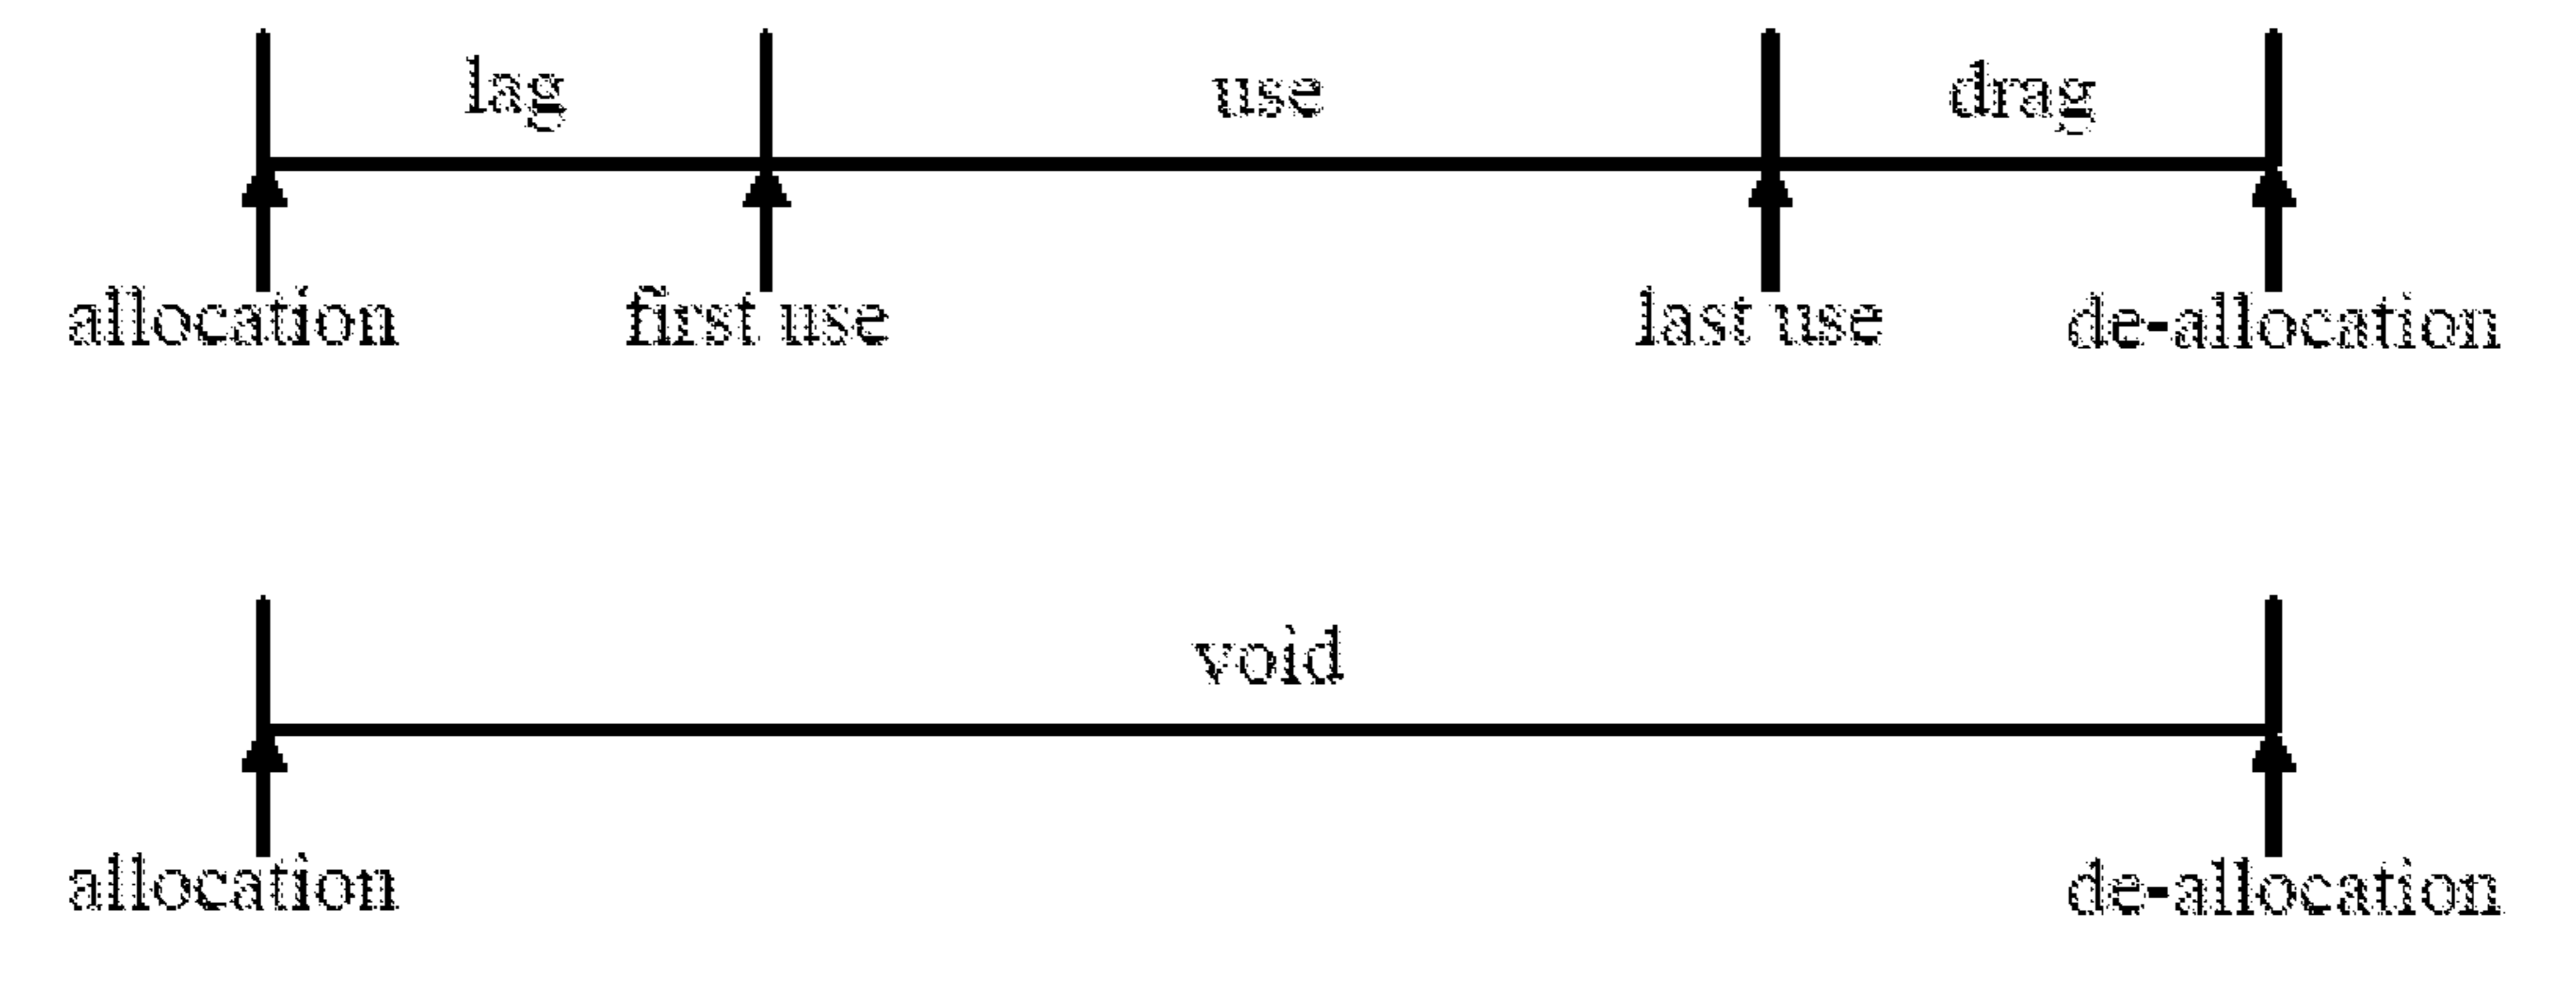 lag use drag
allocation first use last use de-allocation
void
allocation de-allocation